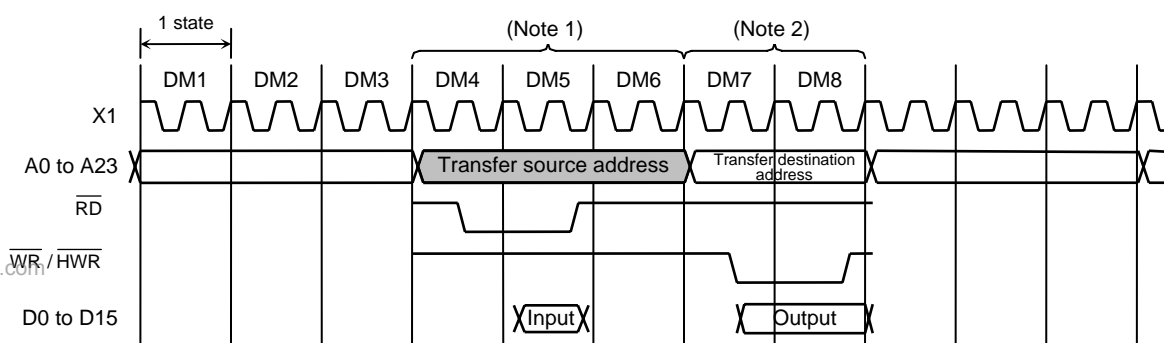 1 state
(Note 1)
(Note 2)
DM1 DM2 DM3 DM4 DM5 DM6 DM7 DM8
X1
A0 to A23
Transfer source address
Transfer destination
address
RD
WR / HWR
.com
D0 to D15
Input
Output